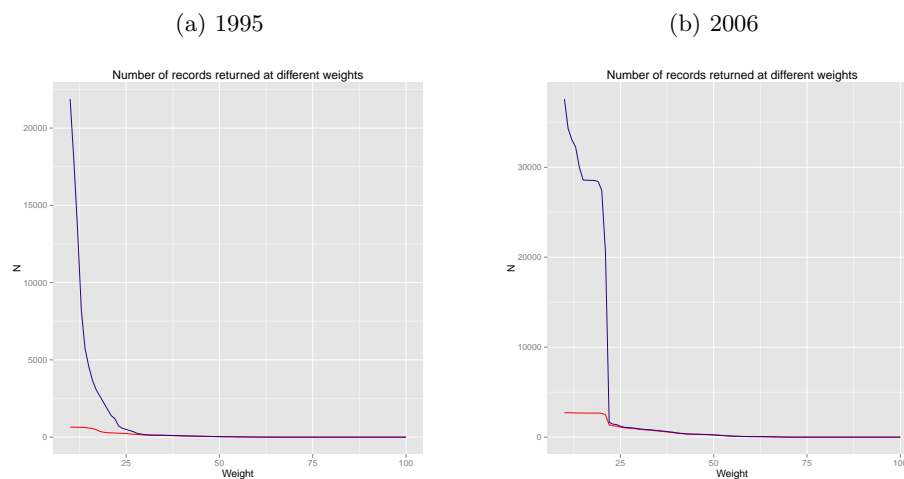 (a) 1995
Number of records returned at different weights
20000
15000
10000
5000
0
N
25
50
75
100
Weight
(b) 2006
Number of records returned at different weights
30000
20000
10000
0
N
25
50
75
100
Weight